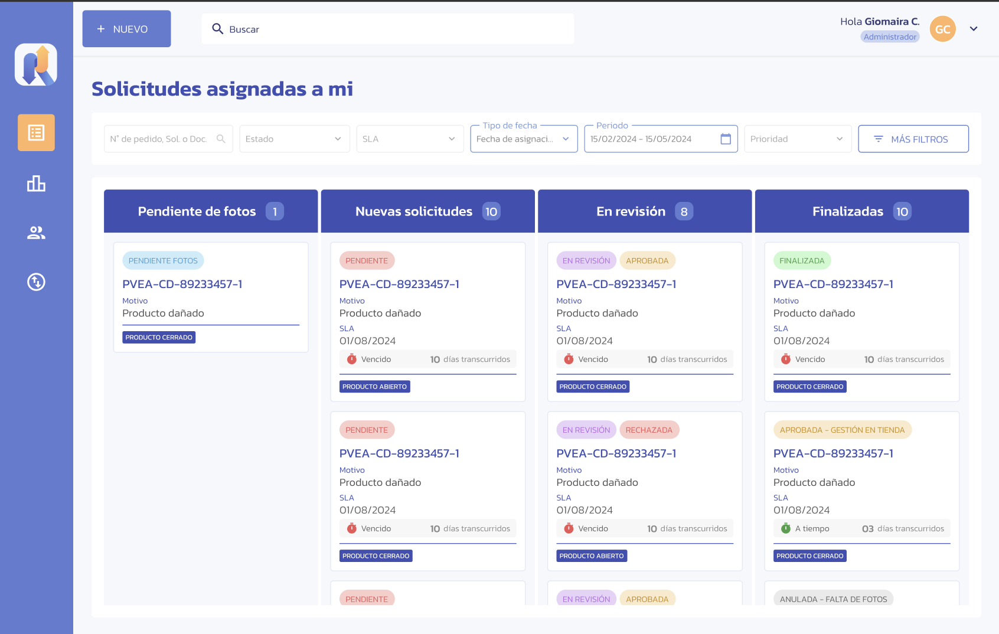 + NUEVO
Buscar
Hola Giomaira C.
Administrador
GC
Solicitudes asignadas a mi
N° de pedido, Sol. o Doc.
Estado
SLA
Tipo de fecha
Fecha de asignaci...
Periodo
15/02/2024 - 15/05/2024
Prioridad
MÁS FILTROS
Pendiente de fotos 1
PENDIENTE FOTOS
PVEA-CD-89233457-1
Motivo
Producto dañado
PRODUCTO CERRADO
Nuevas solicitudes 10
PENDIENTE
PVEA-CD-89233457-1
Motivo
Producto dañado
SLA
01/08/2024
Vencido 10 días transcurridos
PRODUCTO ABIERTO
PENDIENTE
PVEA-CD-89233457-1
Motivo
Producto dañado
SLA
01/08/2024
Vencido 10 días transcurridos
PRODUCTO CERRADO
PENDIENTE
En revisión 8
EN REVISIÓN APROBADA
PVEA-CD-89233457-1
Motivo
Producto dañado
SLA
01/08/2024
Vencido 10 días transcurridos
PRODUCTO CERRADO
EN REVISIÓN RECHAZADA
PVEA-CD-89233457-1
Motivo
Producto dañado
SLA
01/08/2024
Vencido 10 días transcurridos
PRODUCTO ABIERTO
EN REVISIÓN APROBADA
Finalizadas 10
FINALIZADA
PVEA-CD-89233457-1
Motivo
Producto dañado
SLA
01/08/2024
Vencido 10 días transcurridos
PRODUCTO CERRADO
APROBADA - GESTIÓN EN TIENDA
PVEA-CD-89233457-1
Motivo
Producto dañado
SLA
01/08/2024
A tiempo 03 días transcurridos
PRODUCTO CERRADO
ANULADA - FALTA DE FOTOS